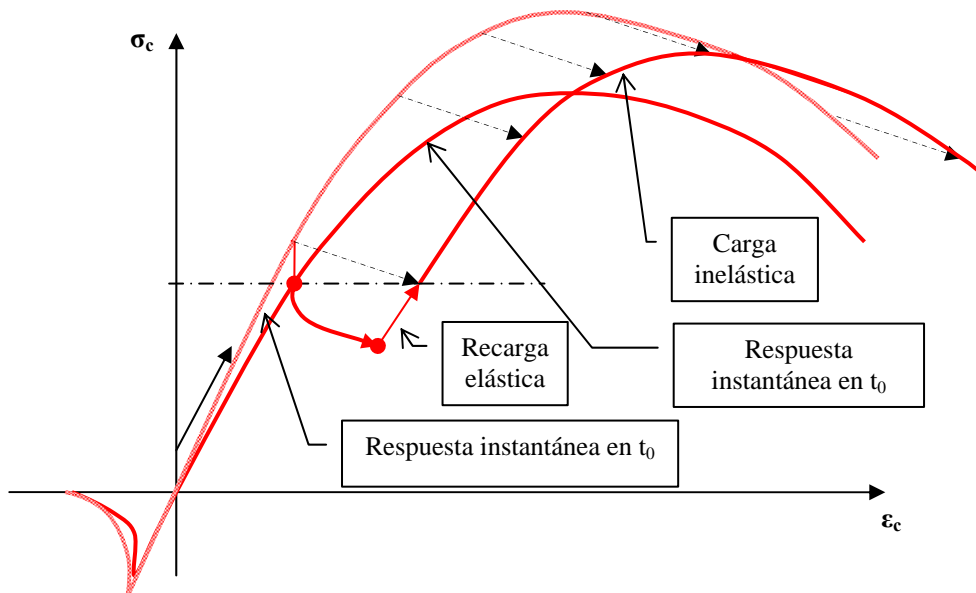 σc
Carga
inelástica
Recarga
elástica
Respuesta
instantánea en t0
Respuesta instantánea en t0
εc